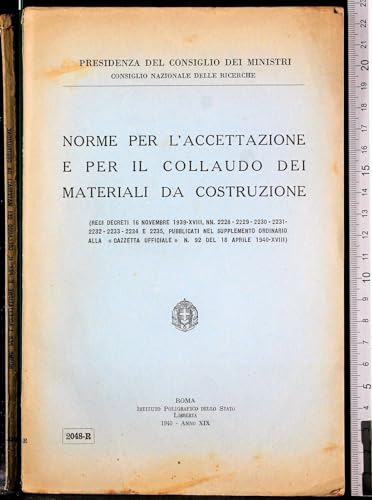 PRESIDENZA DEL CONSIGLIO DEI MINISTRI
CONSIGLIO NAZIONALE DELLE RICERCHE
NORME PER L'ACCETTAZIONE
E PER IL COLLAUDO DEI
MATERIALI DA COSTRUZIONE
(REGI DECRETI 16 NOVEMBRE 1939-XVIII, NN. 2228 - 2229 - 2230 - 2231-
2232 - 2233 - 2234 E 2235, PUBBLICATI NEL SUPPLEMENTO ORDINARIO
ALLA « GAZZETTA UFFICIALE » N. 92 DEL 18 APRILE 1940-XVIII)
ROMA
ISTITUTO POLIGRAFICO DELLO STATO
LIBRERIA
1940 - ANNO XIX
2048-R